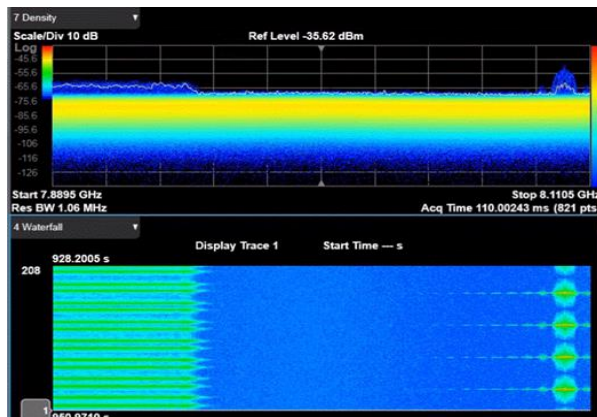 7 Density
Scale/Div 10 dB Ref Level -35.62 dBm
Log
-45.6
-55.6
-65.6
-75.6
-85.6
-95.6
-106
-116
-126
Start 7.8895 GHz Stop 8.1105 GHz
Res BW 1.06 MHz Acq Time 110.00243 ms (821 pts
4 Waterfall
Display Trace 1 Start Time --- s
928.2005 s
208
1